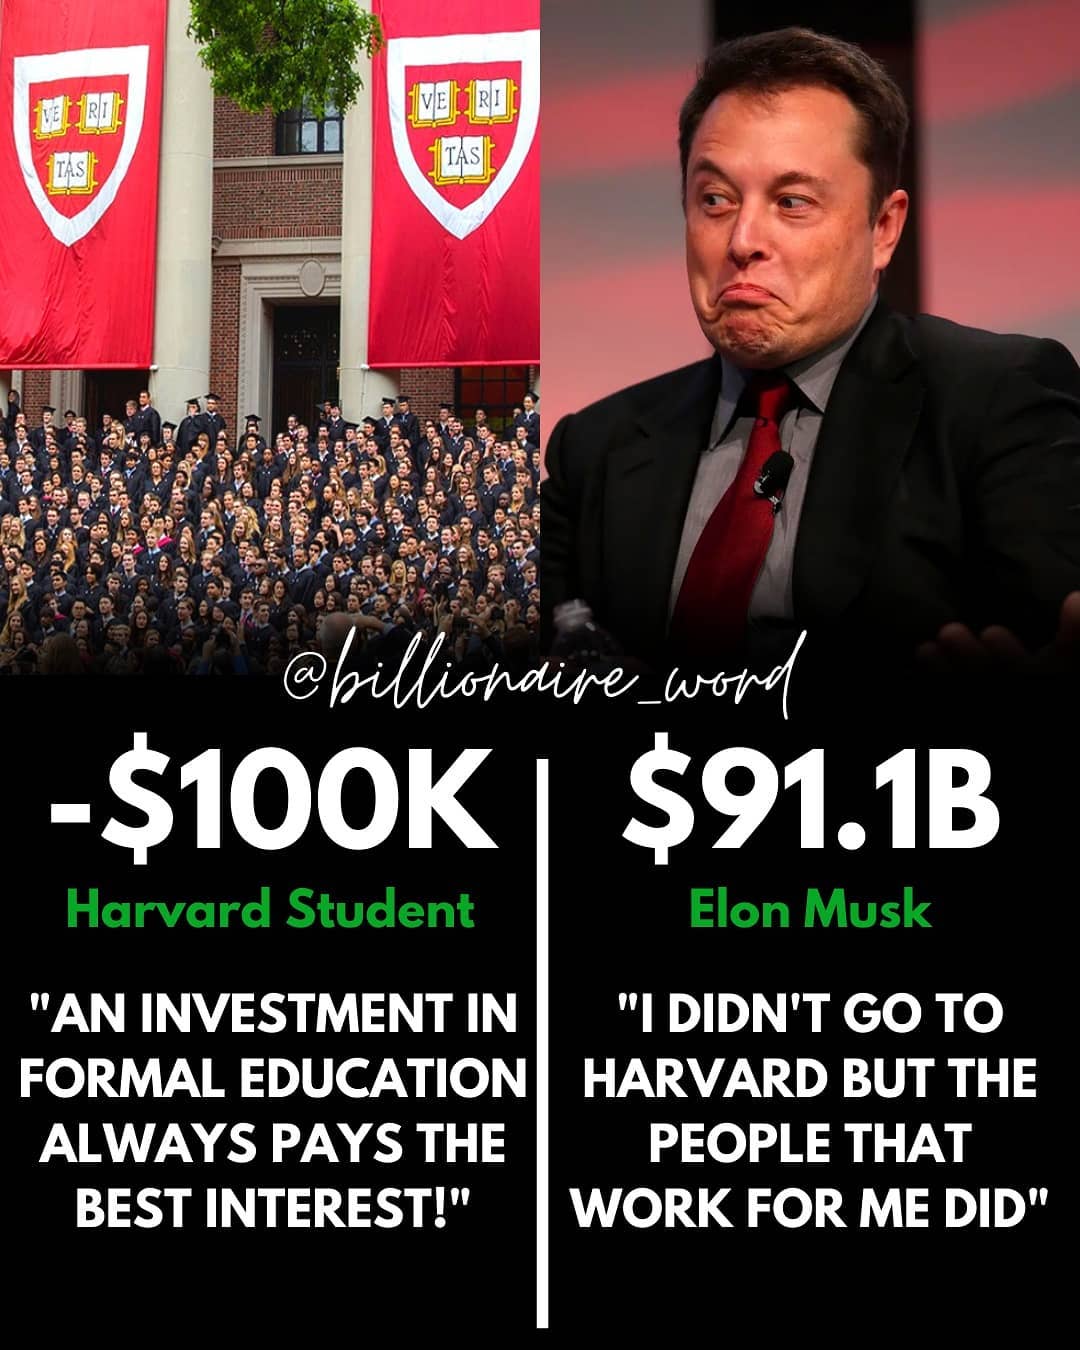 VE RI
TAS
VE RI
TAS
@billionaire_word
-$100K
Harvard Student
"AN INVESTMENT IN
FORMAL EDUCATION
ALWAYS PAYS THE
BEST INTEREST!"
$91.1B
Elon Musk
"I DIDN'T GO TO
HARVARD BUT THE
PEOPLE THAT
WORK FOR ME DID"